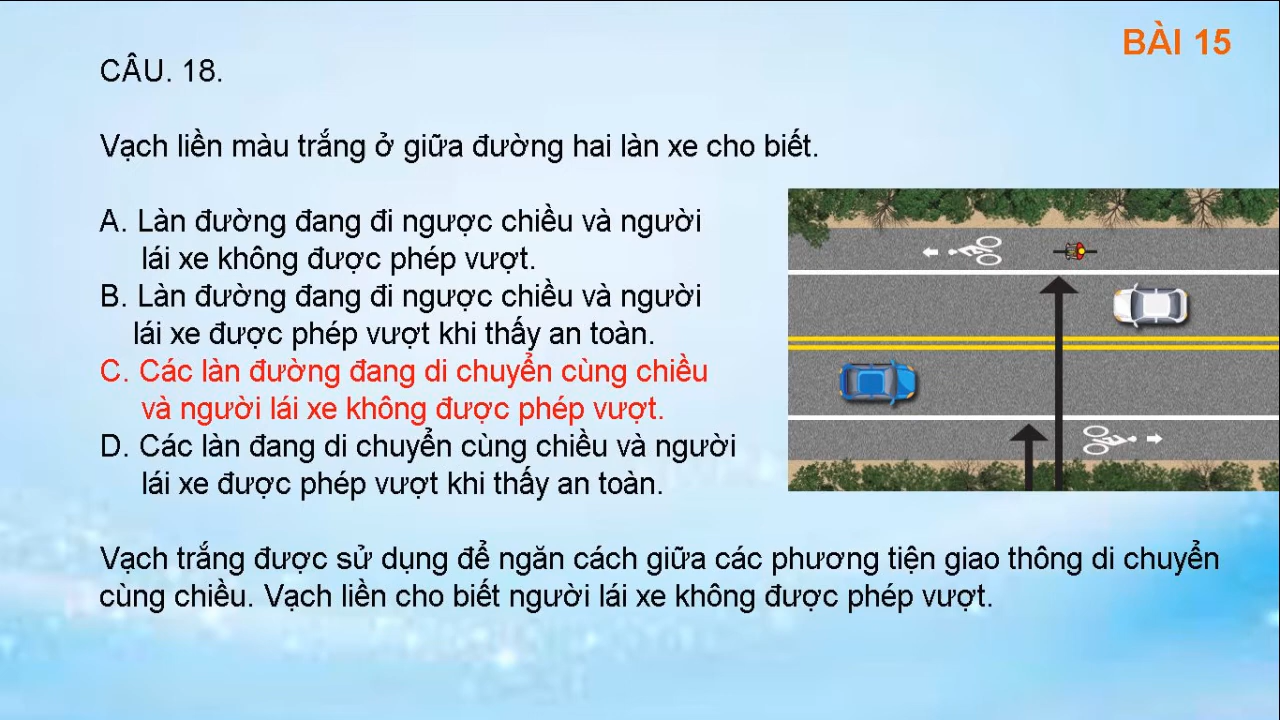 BÀI 15
CÂU. 18.
Vạch liền màu trắng ở giữa đường hai làn xe cho biết.
A. Làn đường đang đi ngược chiều và người
lái xe không được phép vượt.
B. Làn đường đang đi ngược chiều và người
lái xe được phép vượt khi thấy an toàn.
C. Các làn đường đang di chuyển cùng chiều
và người lái xe không được phép vượt.
D. Các làn đang di chuyển cùng chiều và người
lái xe được phép vượt khi thấy an toàn.
Vạch trắng được sử dụng để ngăn cách giữa các phương tiện giao thông di chuyển
cùng chiều. Vạch liền cho biết người lái xe không được phép vượt.